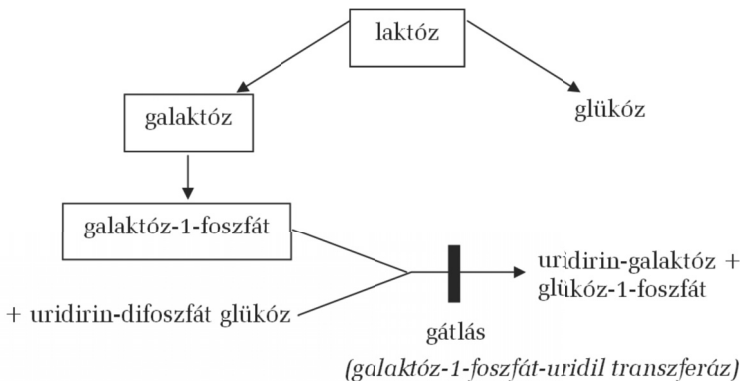 laktóz
galaktóz
glükóz
galaktóz-1-foszfát
uridirin-galaktóz +
glükóz-1-foszfát
+ uridirin-difoszfát glükóz
gátlás
(galaktóz-1-foszfát-uridil transzferáz)